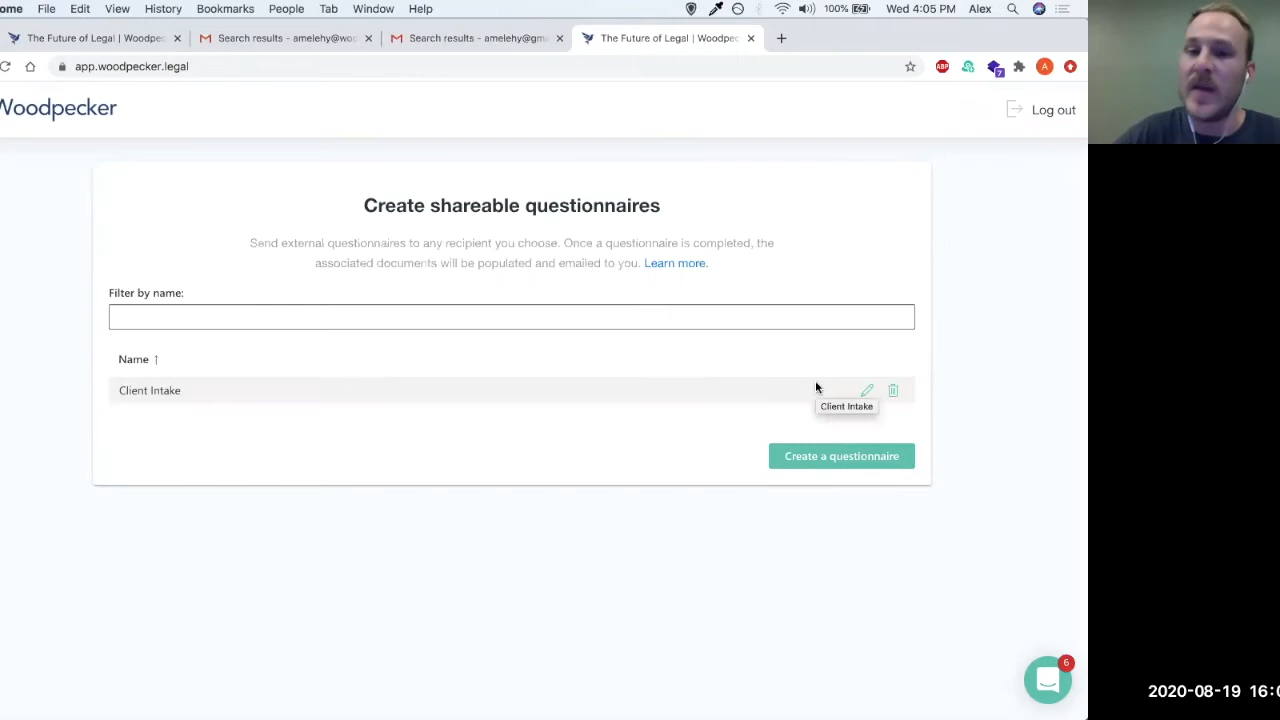 ome File Edit View History Bookmarks People Tab Window Help 100% Wed 4:05 PM Alex
The Future of Legal | Woodpec × Search results - amelehy@woo × Search results - amelehy@gm × The Future of Legal | Woodpec × +
app.woodpecker.legal ABP 7 A
Woodpecker Log out
Create shareable questionnaires
Send external questionnaires to any recipient you choose. Once a questionnaire is completed, the
associated documents will be populated and emailed to you. Learn more.
Filter by name:
Name ↑
Client Intake
Client Intake
Create a questionnaire
6
2020-08-19 16:0